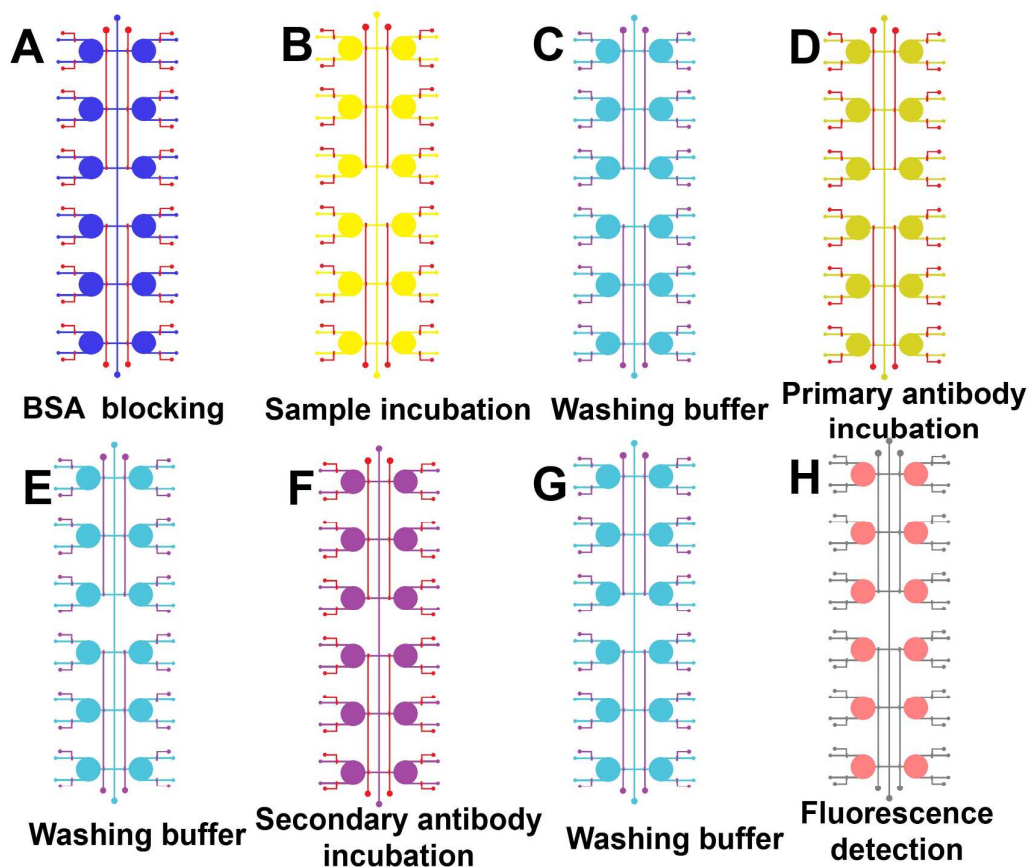 A
B
C
D
BSA blocking
Sample incubation
Washing buffer
Primary antibody
incubation
E
F
G
H
Washing buffer
Secondary antibody
incubation
Washing buffer
Fluorescence
detection